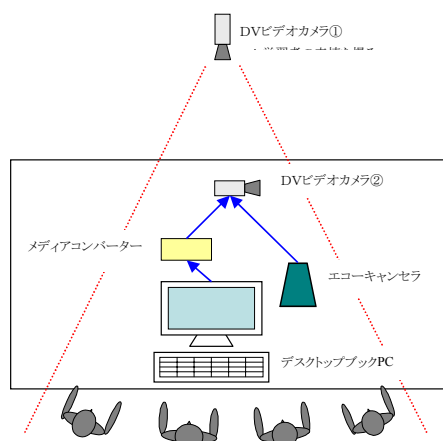 DVビデオカメラ①
DVビデオカメラ②
メディアコンバーター
エコーキャンセラ
デスクトップブックPC